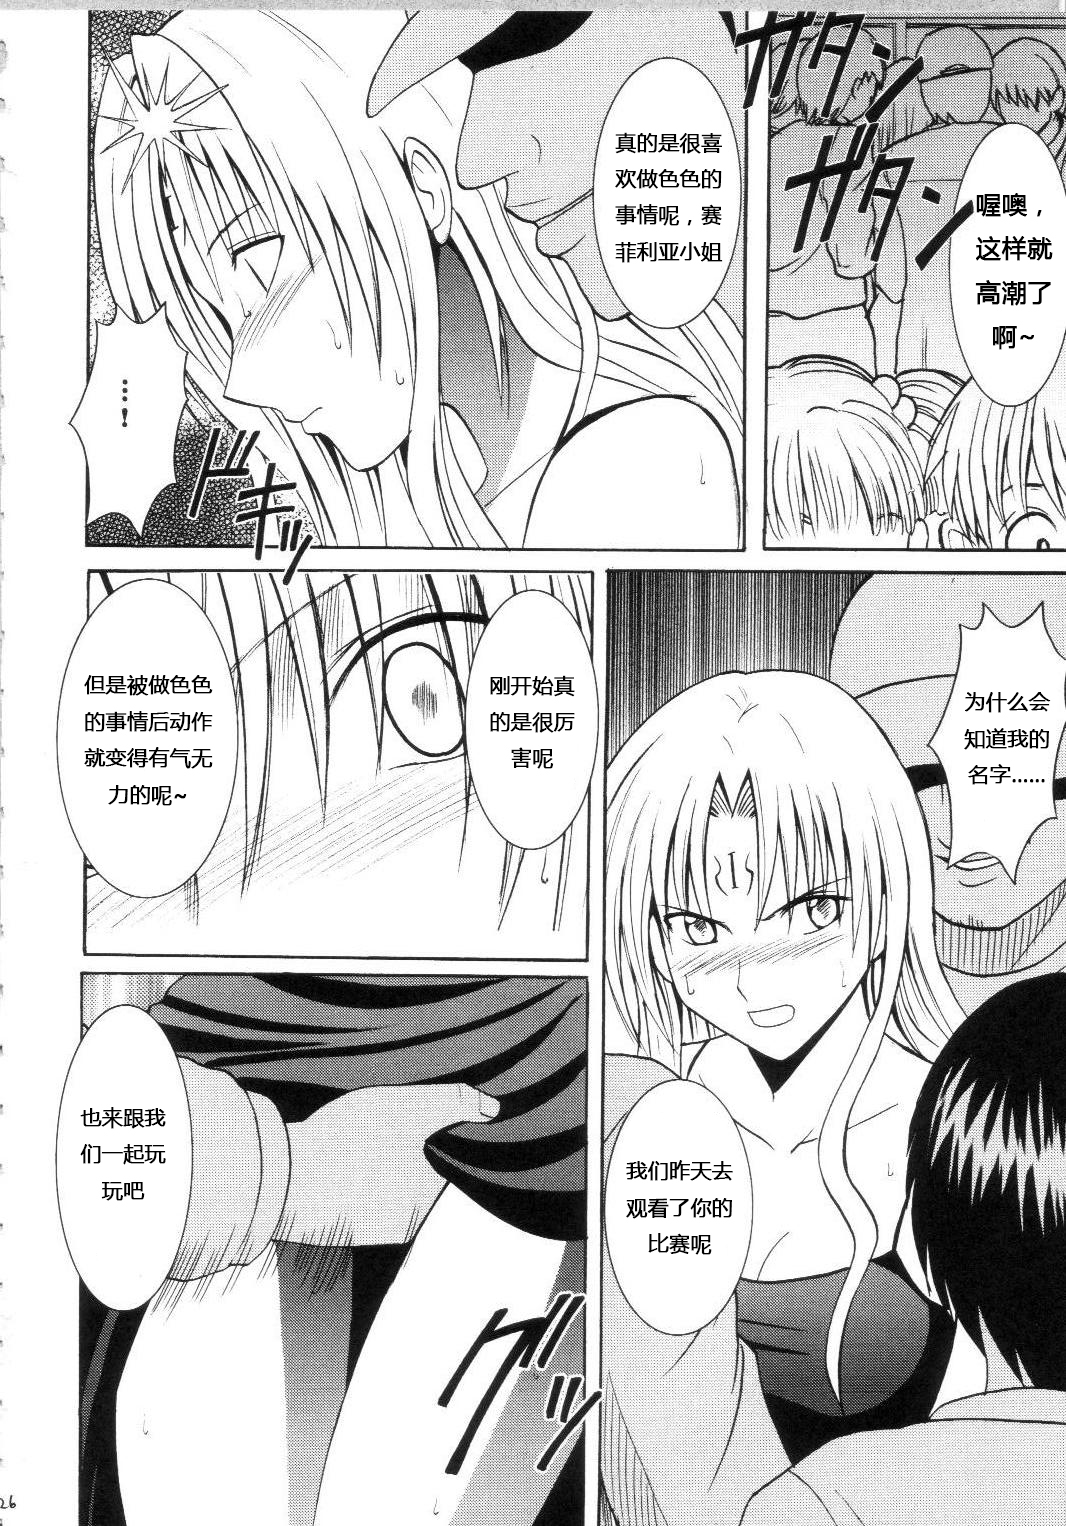 ガタン
ガタン
喔噢，
这样就
高潮了
啊~
真的是很喜
欢做色色的
事情呢，赛
菲利亚小姐
…！
ドキッ
为什么会
知道我的
名字……
我们昨天去
观看了你的
比赛呢
刚开始真
的是很厉
害呢
但是被做色色
的事情后动作
就变得有气无
力的呢~
也来跟我
们一起玩
玩吧
グイッ
26